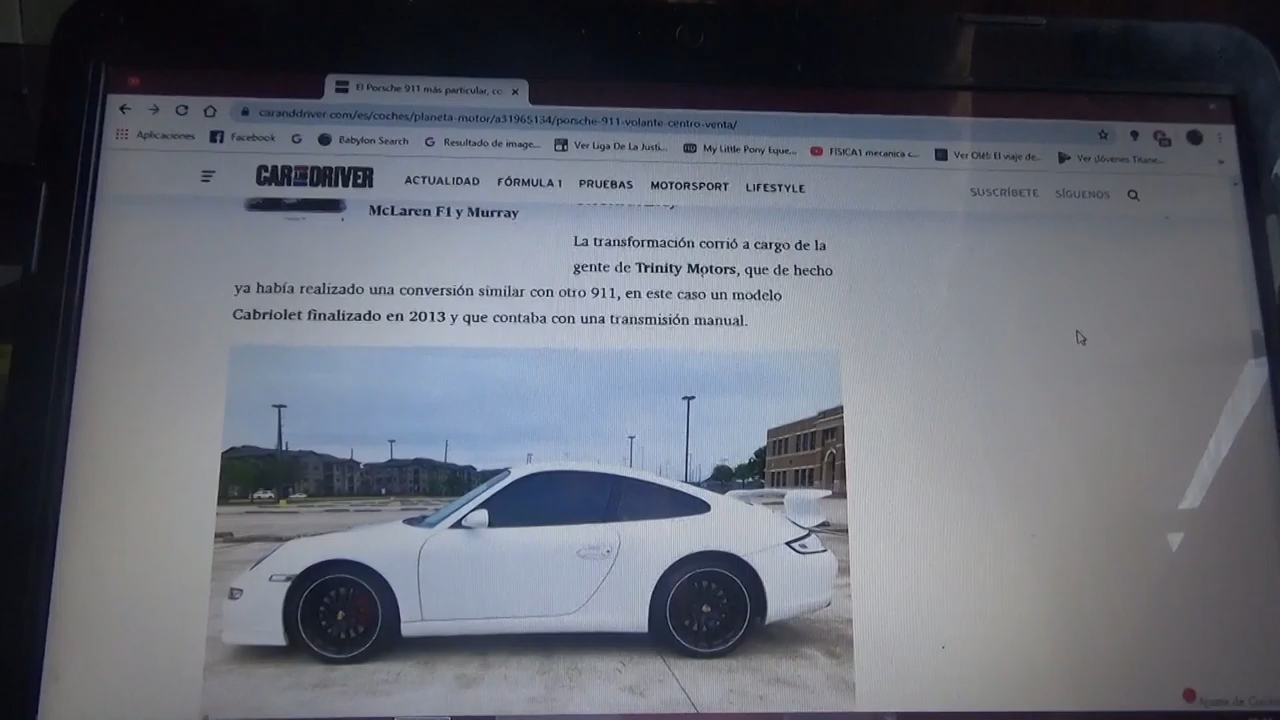 El Porsche 911 más particular, co
caranddriver.com/es/coches/planeta-motor/a31965134/porsche-911-volante-centro-venta/
Aplicaciones Facebook Babylon Search Resultado de image... Ver Liga De La Justi... My Little Pony Eque... FISICA1 mecanica c... Ver Olé!: El viaje de... Ver ¡Jóvenes Titane...
CAR AND DRIVER ACTUALIDAD FÓRMULA 1 PRUEBAS MOTORSPORT LIFESTYLE SUSCRÍBETE SÍGUENOS
McLaren F1 y Murray
La transformación corrió a cargo de la
gente de Trinity Motors, que de hecho
ya había realizado una conversión similar con otro 911, en este caso un modelo
Cabriolet finalizado en 2013 y que contaba con una transmisión manual.